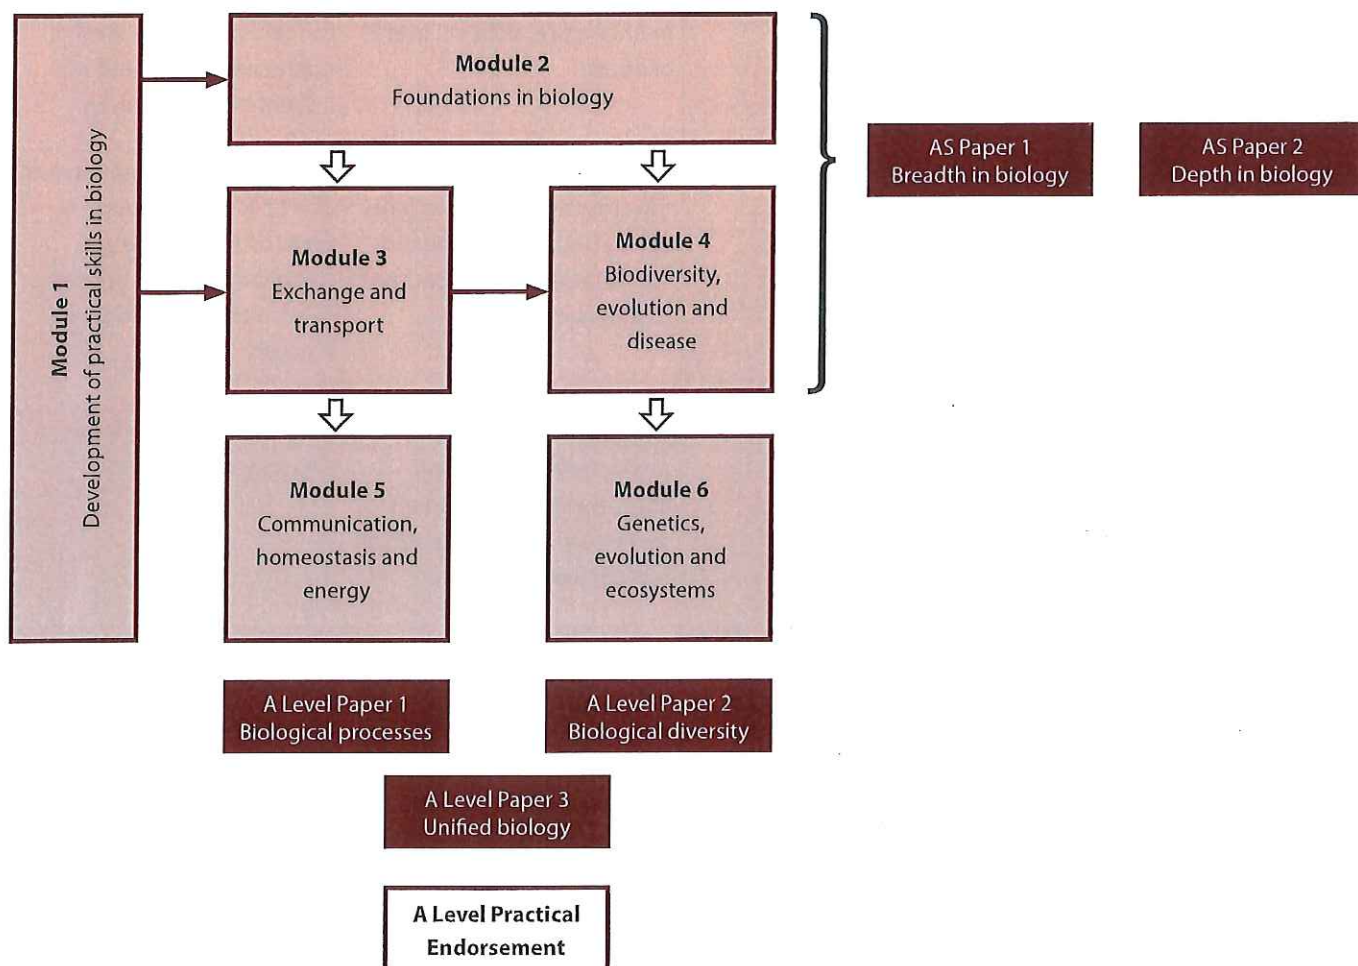 Module 1
Development of practical skills in biology
Module 2
Foundations in biology
Module 3
Exchange and
transport
Module 4
Biodiversity,
evolution and
disease
AS Paper 1
Breadth in biology
AS Paper 2
Depth in biology
Module 5
Communication,
homeostasis and
energy
Module 6
Genetics,
evolution and
ecosystems
A Level Paper 1
Biological processes
A Level Paper 2
Biological diversity
A Level Paper 3
Unified biology
A Level Practical
Endorsement